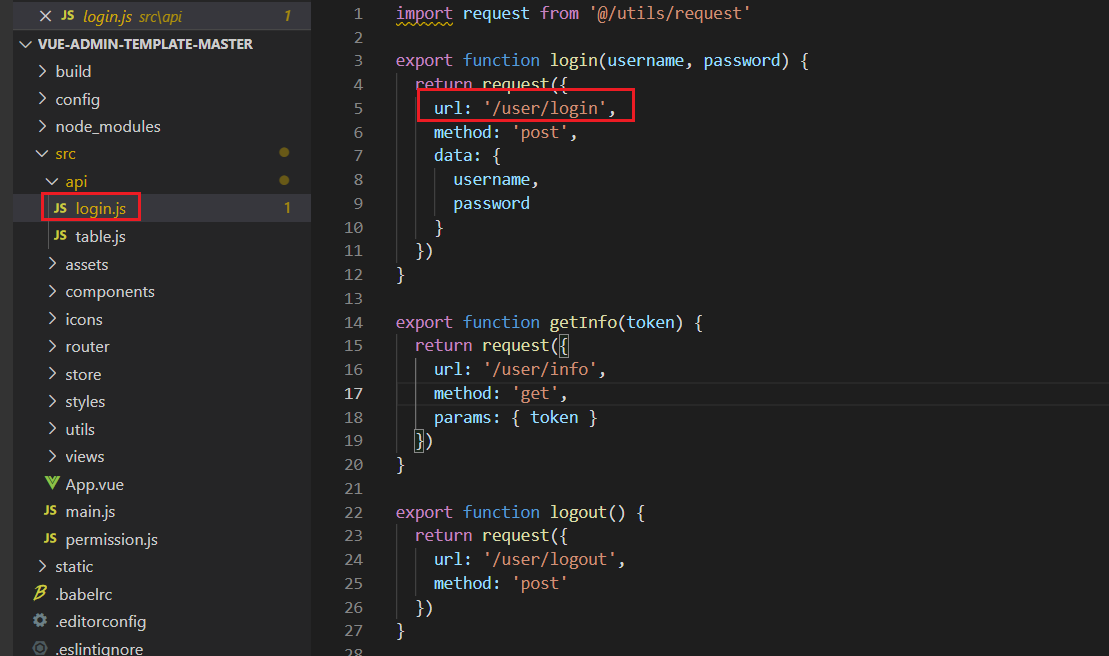 JS login.js src\api 1
VUE-ADMIN-TEMPLATE-MASTER
build
config
node_modules
src
api
JS login.js 1
JS table.js
assets
components
icons
router
store
styles
utils
views
App.vue
JS main.js
JS permission.js
static
.babelrc
.editorconfig
.eslintignore
1 import request from '@/utils/request'
2
3 export function login(username, password) {
4 return request({
5 url: '/user/login',
6 method: 'post',
7 data: {
8 username,
9 password
10 }
11 })
12 }
13
14 export function getInfo(token) {
15 return request({
16 url: '/user/info',
17 method: 'get',
18 params: { token }
19 })
20 }
21
22 export function logout() {
23 return request({
24 url: '/user/logout',
25 method: 'post'
26 })
27 }
28